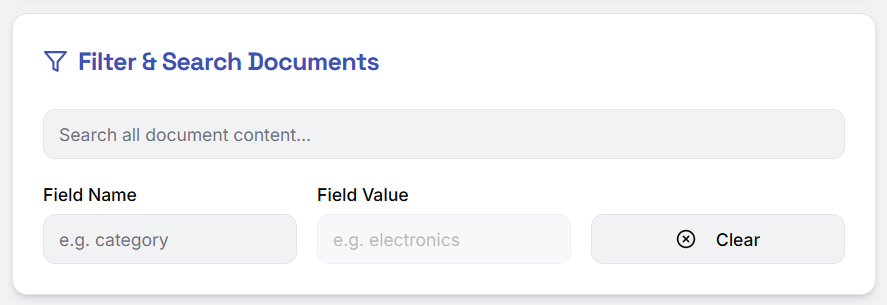 Filter & Search Documents
Search all document content...
Field Name
Field Value
e.g. category
e.g. electronics
Clear